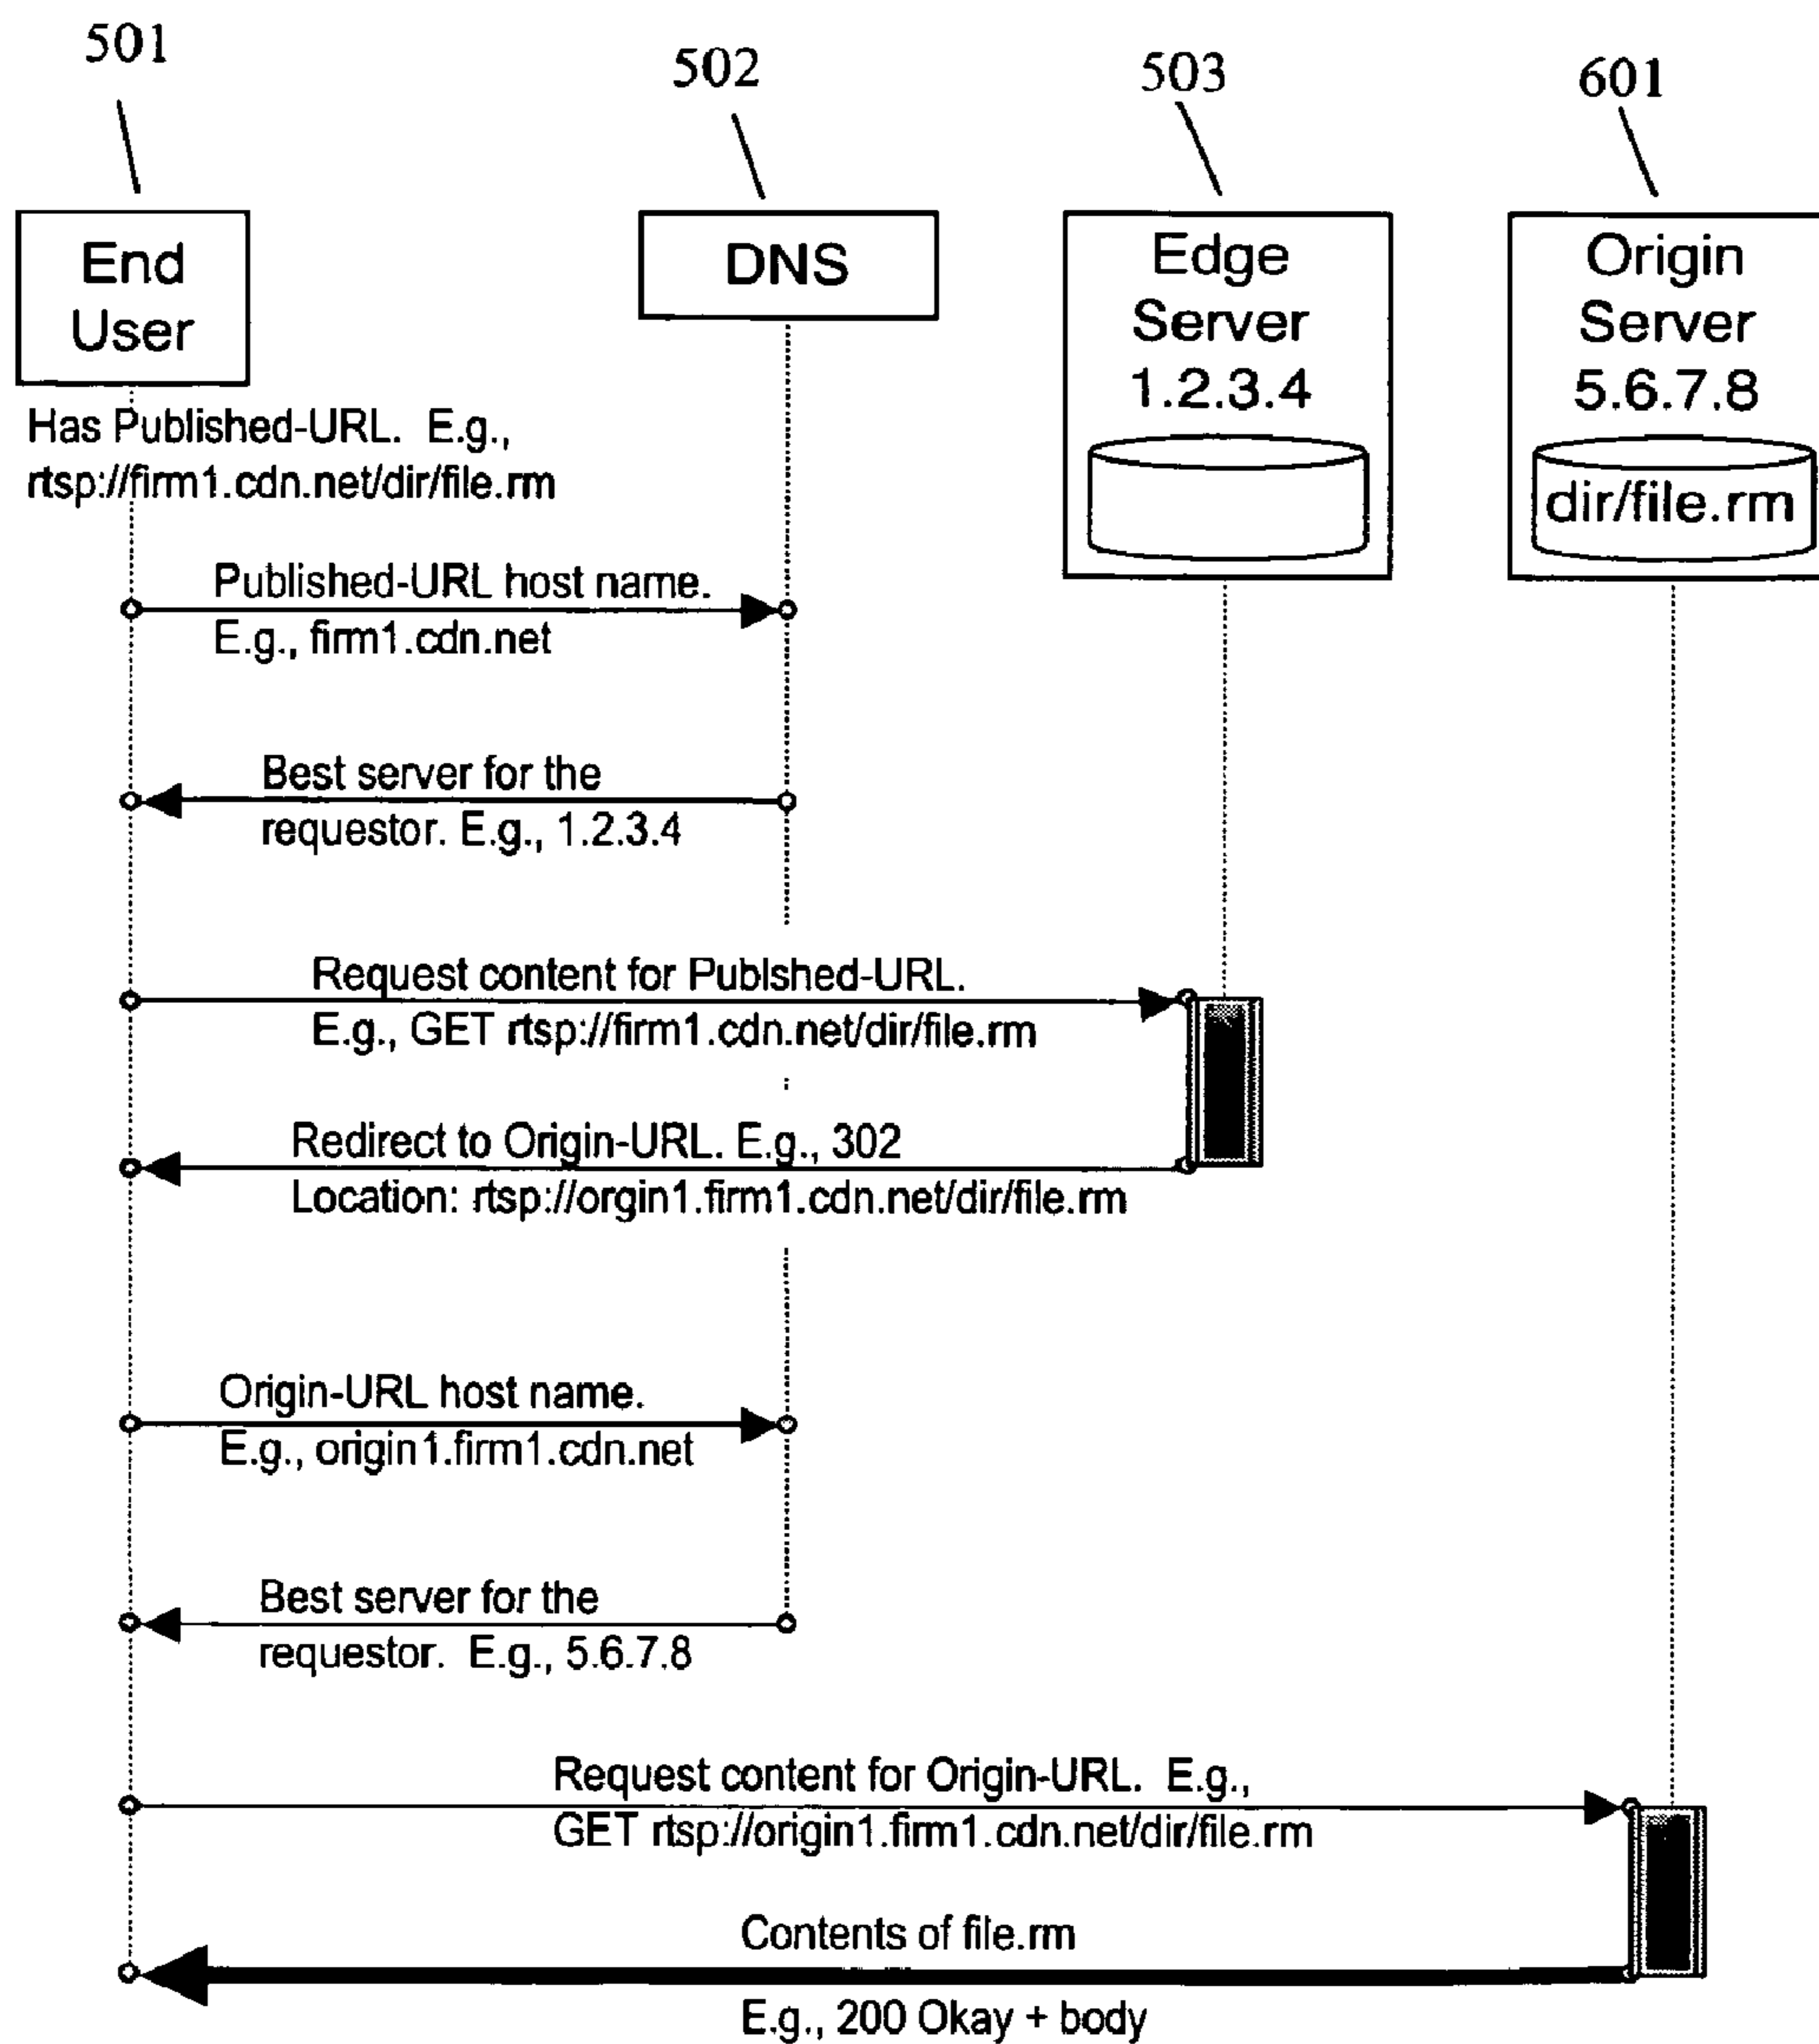 501
502
503
601
End
User
DNS
Edge
Server
1.2.3.4
Origin
Server
5.6.7.8
dir/file.rm
Has Published-URL. E.g.,
rtsp://firm1.cdn.net/dir/file.rm
Published-URL host name.
E.g., firm1.cdn.net
Best server for the
requestor. E.g., 1.2.3.4
Request content for Publshed-URL.
E.g., GET rtsp://firm1.cdn.net/dir/file.rm
Redirect to Origin-URL. E.g., 302
Location: rtsp://orgin1.firm1.cdn.net/dir/file.rm
Origin-URL host name.
E.g., origin1.firm1.cdn.net
Best server for the
requestor. E.g., 5.6.7.8
Request content for Origin-URL. E.g.,
GET rtsp://origin1.firm1.cdn.net/dir/file.rm
Contents of file.rm
E.g., 200 Okay + body